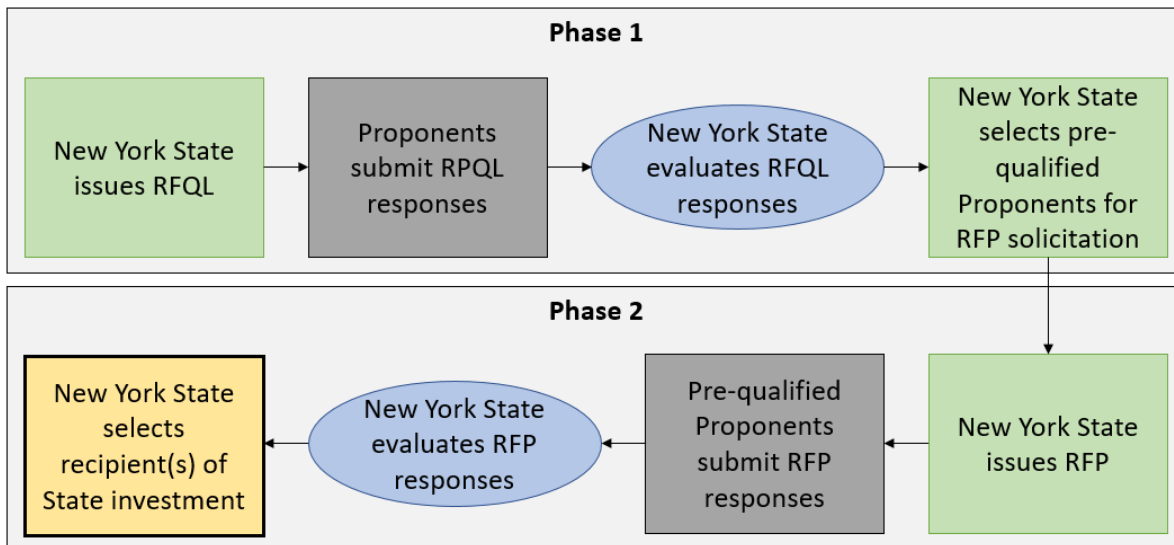 Phase 1
New York State
issues RFQL
Proponents
submit RPQL
responses
New York State
evaluates RFQL
responses
New York State
selects pre-
qualified
Proponents for
RFP solicitation
Phase 2
New York State
selects
recipient(s) of
State investment
New York State
evaluates RFP
responses
Pre-qualified
Proponents
submit RFP
responses
New York State
issues RFP